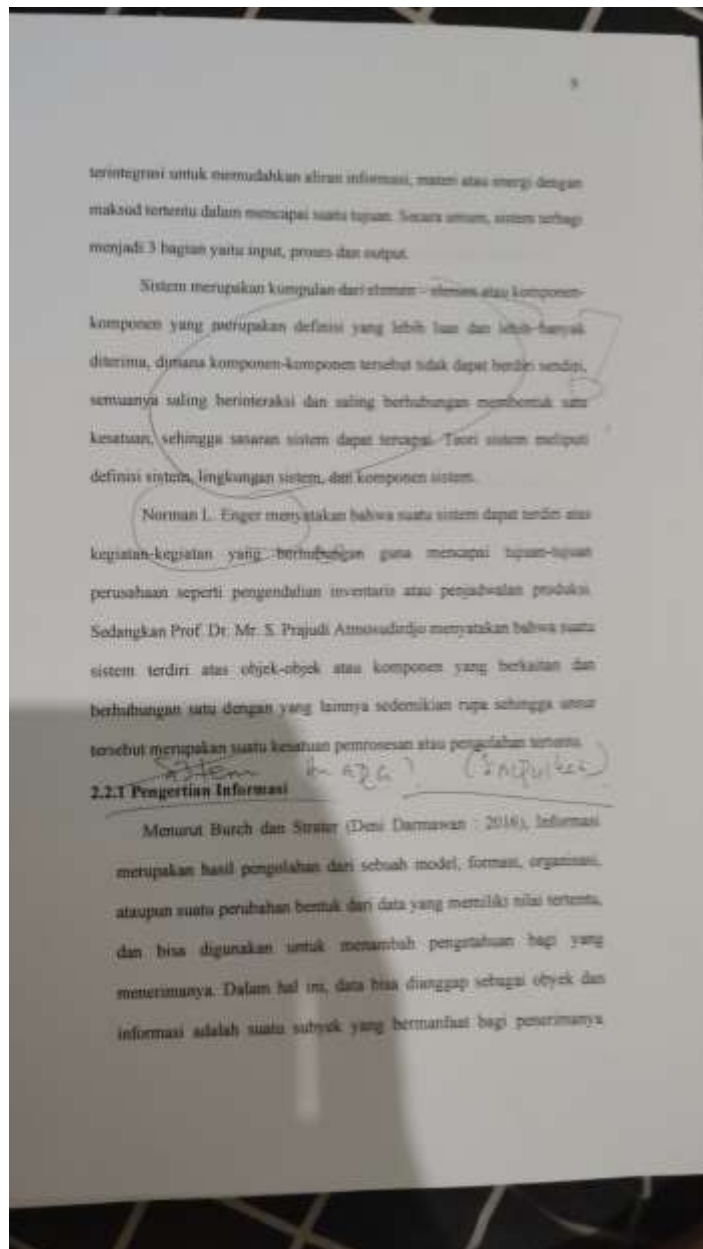 9
terintegrasi untuk memudahkan aliran informasi, materi atau energi dengan
maksud tertentu dalam mencapai suatu tujuan. Secara umum, sistem terbagi
menjadi 3 bagian yaitu input, proses dan output.
Sistem merupakan kumpulan dari elemen – elemen atau komponen-
komponen yang merupakan definisi yang lebih luas dan lebih banyak
diterima, dimana komponen-komponen tersebut tidak dapat berdiri sendiri,
semuanya saling berinteraksi dan saling berhubungan membentuk satu
kesatuan, sehingga sasaran sistem dapat tercapai. Teori sistem meliputi
definisi sistem, lingkungan sistem, dan komponen sistem.
Norman L. Enger menyatakan bahwa suatu sistem dapat terdiri atas
kegiatan-kegiatan yang berhubungan guna mencapai tujuan-tujuan
perusahaan seperti pengendalian inventaris atau penjadwalan produksi.
Sedangkan Prof. Dr. Mr. S. Prajudi Atmosudirdjo menyatakan bahwa suatu
sistem terdiri atas objek-objek atau komponen yang berkaitan dan
berhubungan satu dengan yang lainnya sedemikian rupa sehingga unsur
tersebut merupakan suatu kesatuan pemrosesan atau pengolahan tertentu.
sistem apa ?
2.2.1 Pengertian Informasi
Menurut Burch dan Strater (Deni Darmawan : 2016), Informasi
merupakan hasil pengolahan dari sebuah model, formasi, organisasi,
ataupun suatu perubahan bentuk dari data yang memiliki nilai tertentu,
dan bisa digunakan untuk menambah pengetahuan bagi yang
menerimanya. Dalam hal ini, data bisa dianggap sebagai obyek dan
informasi adalah suatu subyek yang bermanfaat bagi penerimanya